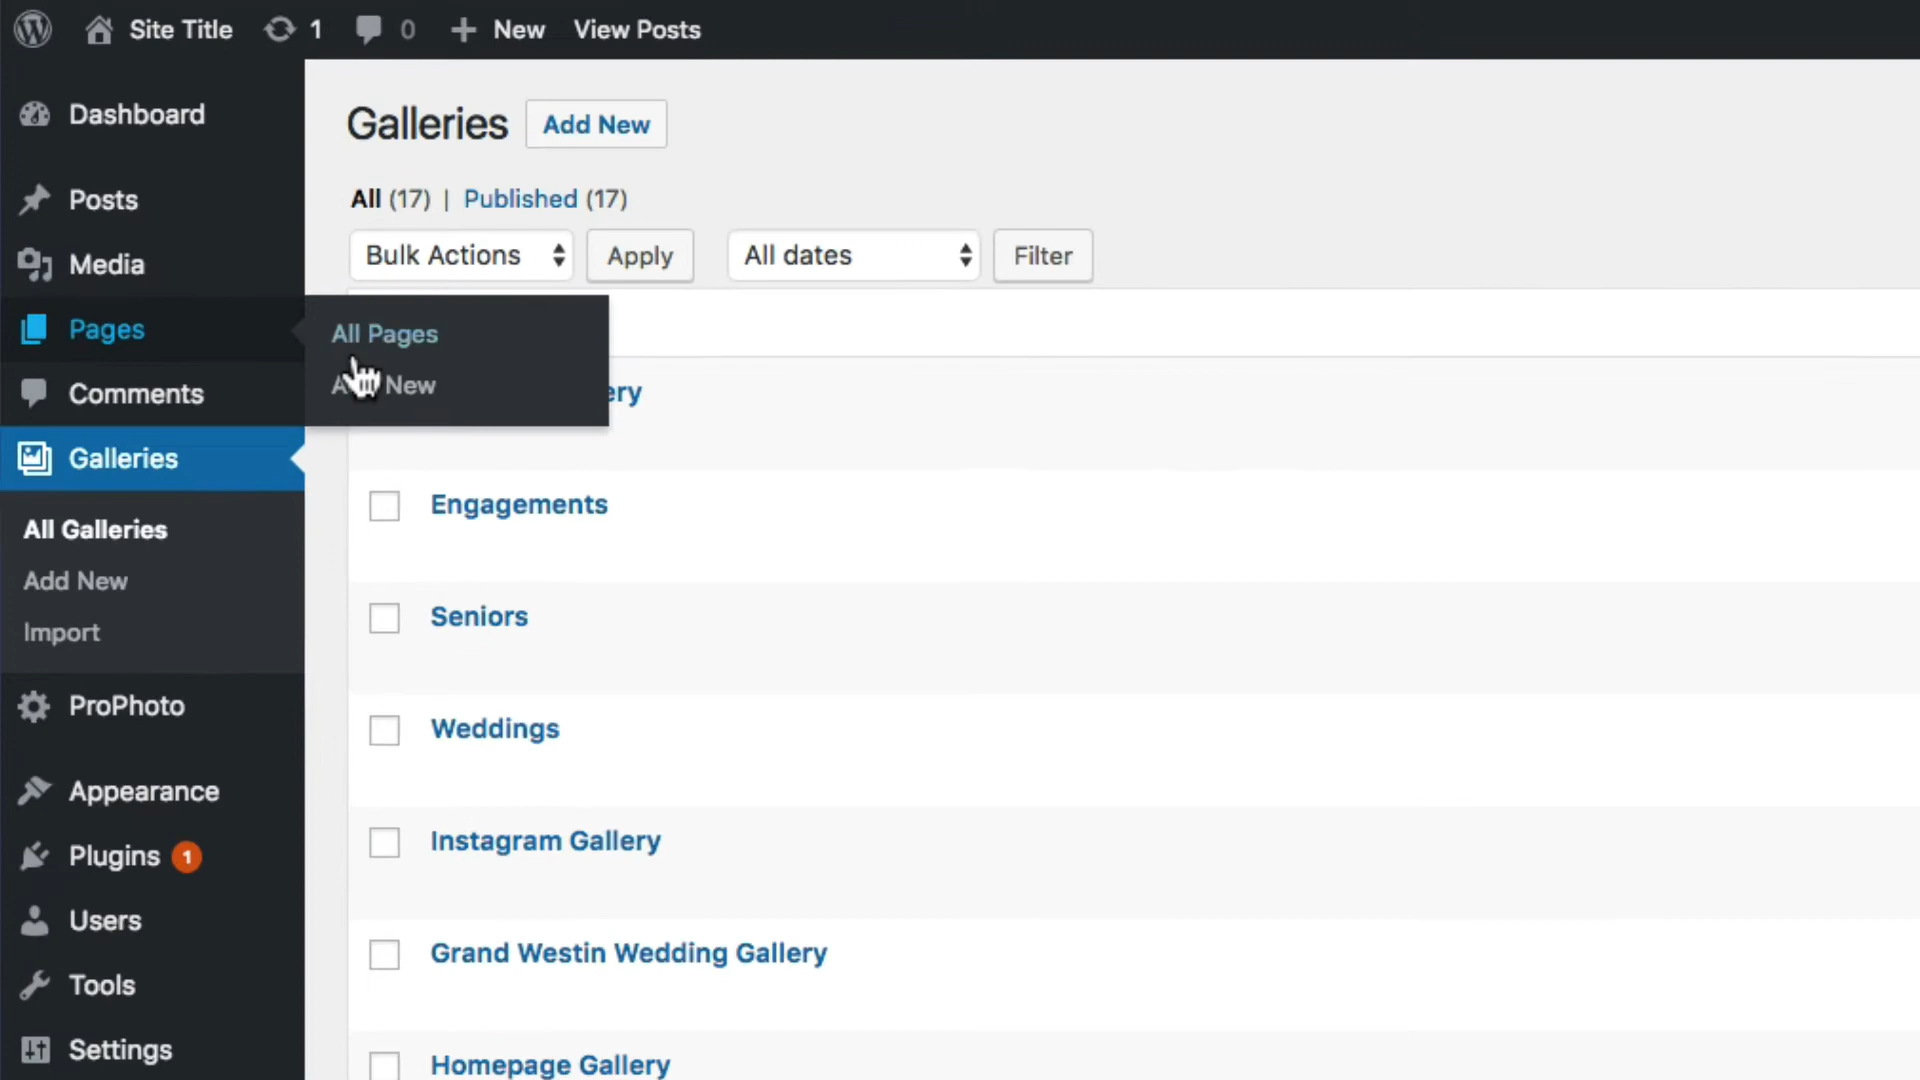 Site Title 1 0 New View Posts
Dashboard
Posts
Media
Pages
Comments
Galleries
All Galleries
Add New
Import
ProPhoto
Appearance
Plugins 1
Users
Tools
Settings
All Pages
New
Galleries Add New
All (17) | Published (17)
Bulk Actions Apply All dates Filter
Engagements
Seniors
Weddings
Instagram Gallery
Grand Westin Wedding Gallery
Homepage Gallery